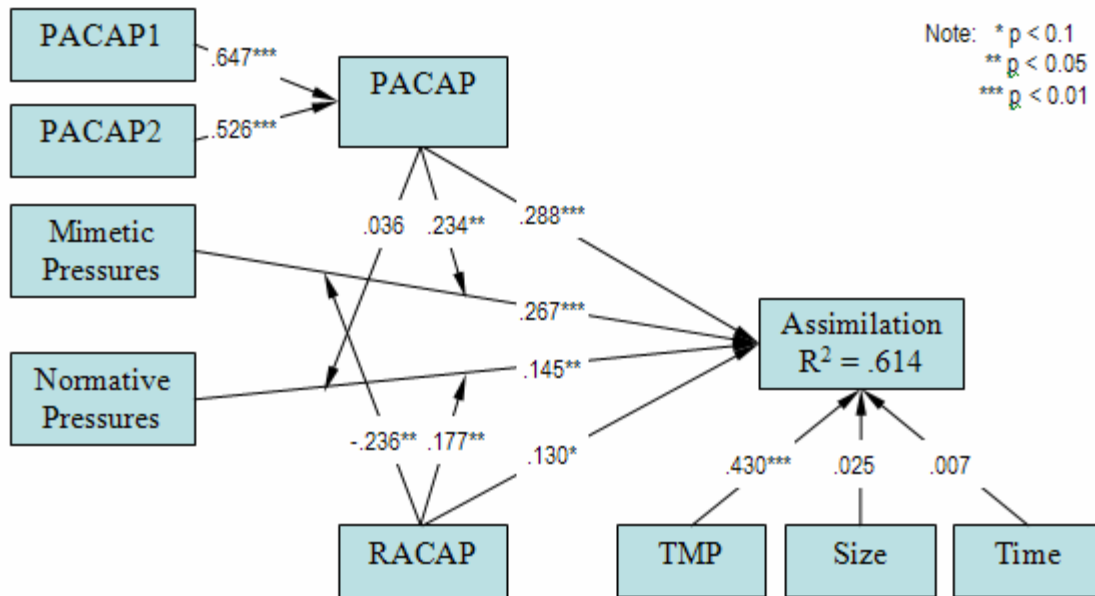 PACAP1
.647***
Note: * p < 0.1
** p < 0.05
*** p < 0.01
PACAP
PACAP2
.526***
Mimetic
Pressures
.036
.234**
.288***
.267***
Assimilation
R² = .614
Normative
Pressures
.145**
-.236**
.177**
.130*
.430***
.025
.007
RACAP
TMP
Size
Time